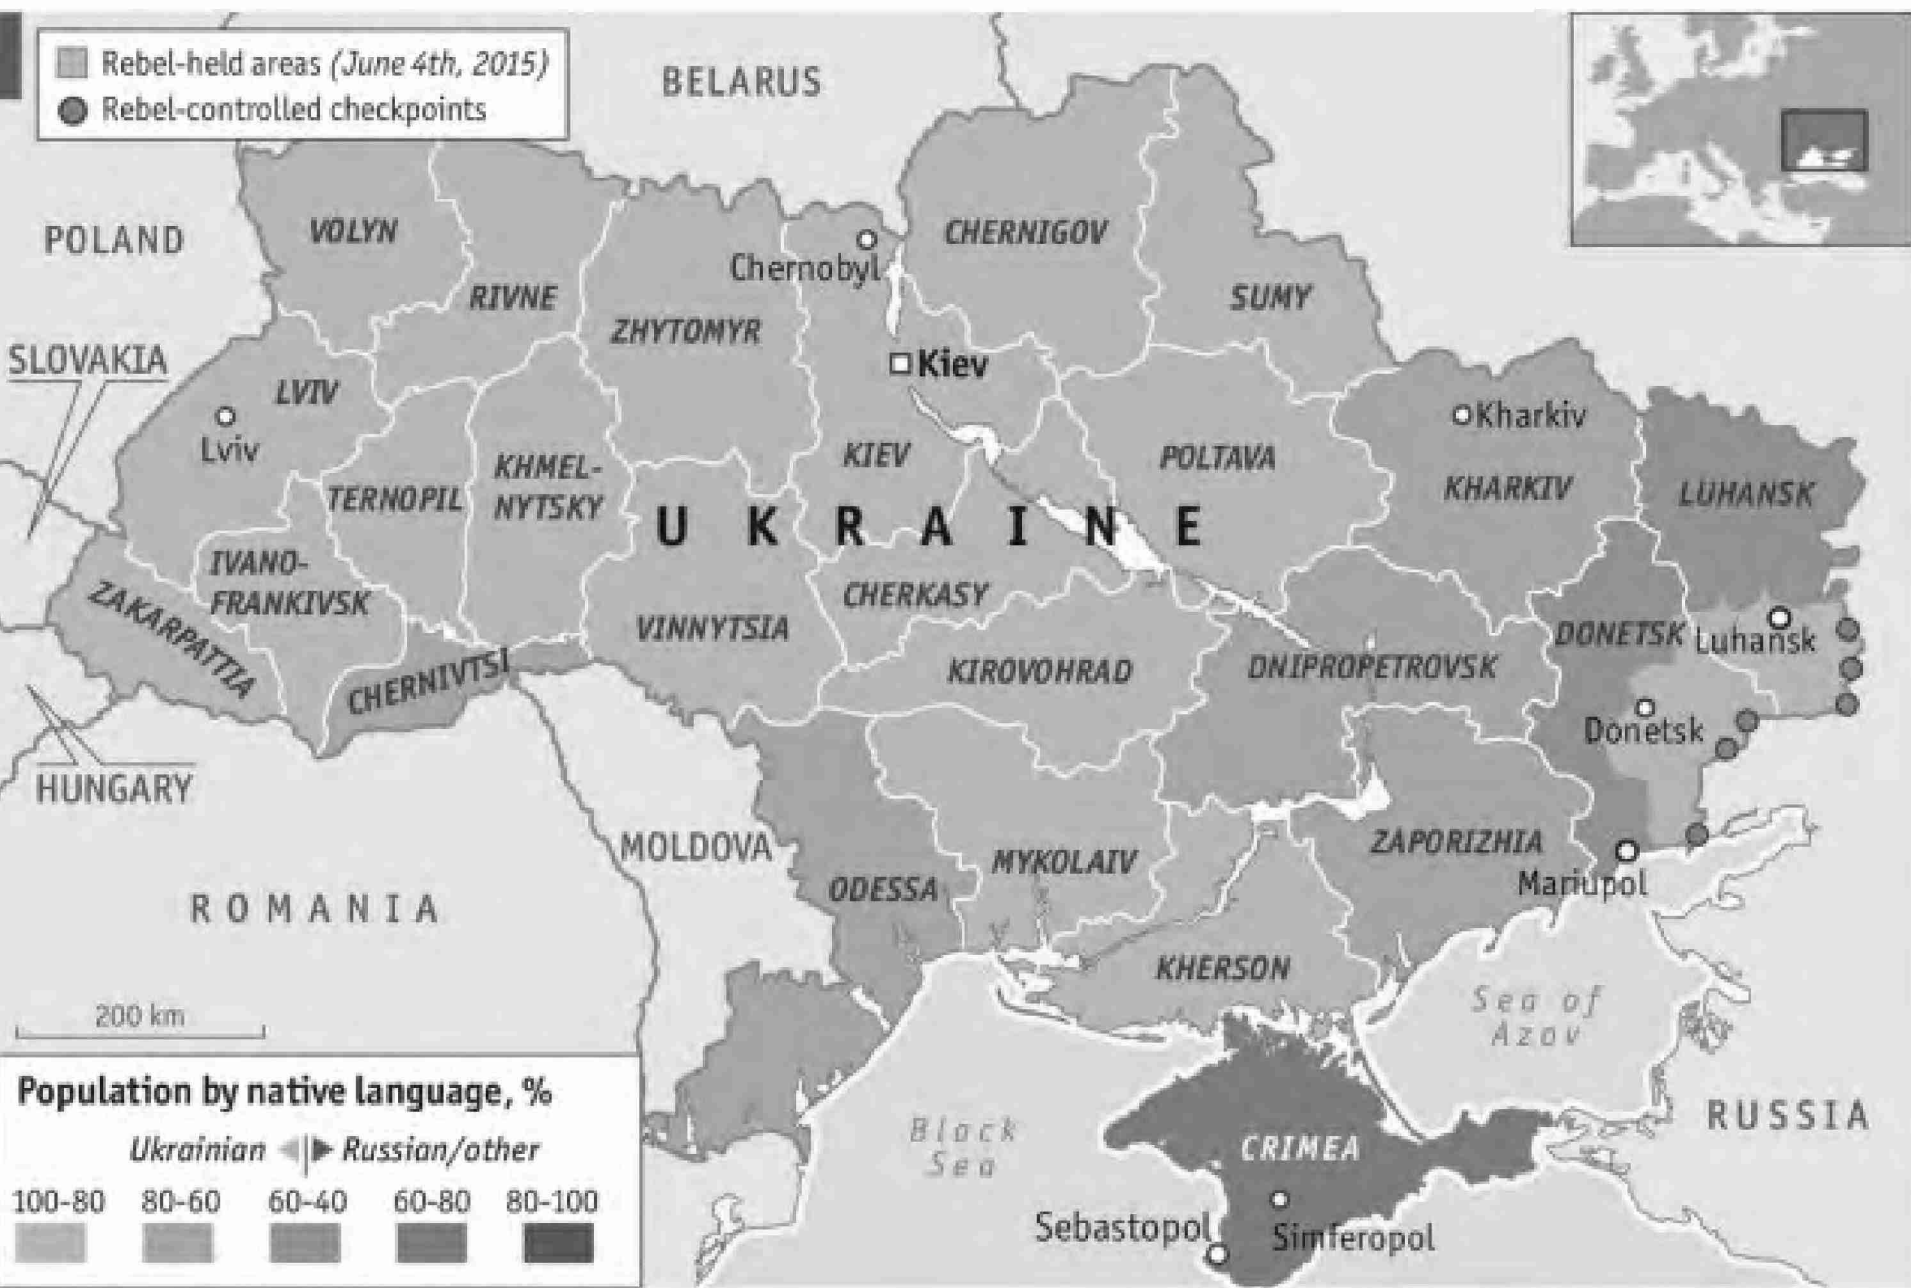 Rebel-held areas (June 4th, 2015)
Rebel-controlled checkpoints
BELARUS
POLAND
VOLYN
RIVNE
ZHYTOMYR
Chernobyl
CHERNIGOV
SUMY
SLOVAKIA
LVIV
Lviv
Kiev
KIEV
POLTAVA
Kharkiv
KHARKIV
LUHANSK
TERNOPIL
KHMEL-
NYTSKY
UKRAINE
IVANO-
FRANKIVSK
ZAKARPATTIA
CHERNIVTSI
VINNYTSIA
CHERKASY
KIROVOHRAD
DNIPROPETROVSK
DONETSK
Luhansk
Donetsk
HUNGARY
MOLDOVA
ROMANIA
ODESSA
MYKOLAIV
ZAPORIZHIA
Mariupol
KHERSON
Sea of
Azov
Black
Sea
RUSSIA
CRIMEA
Sebastopol
Simferopol
200 km
Population by native language, %
Ukrainian Russian/other
100-80 80-60 60-40 60-80 80-100